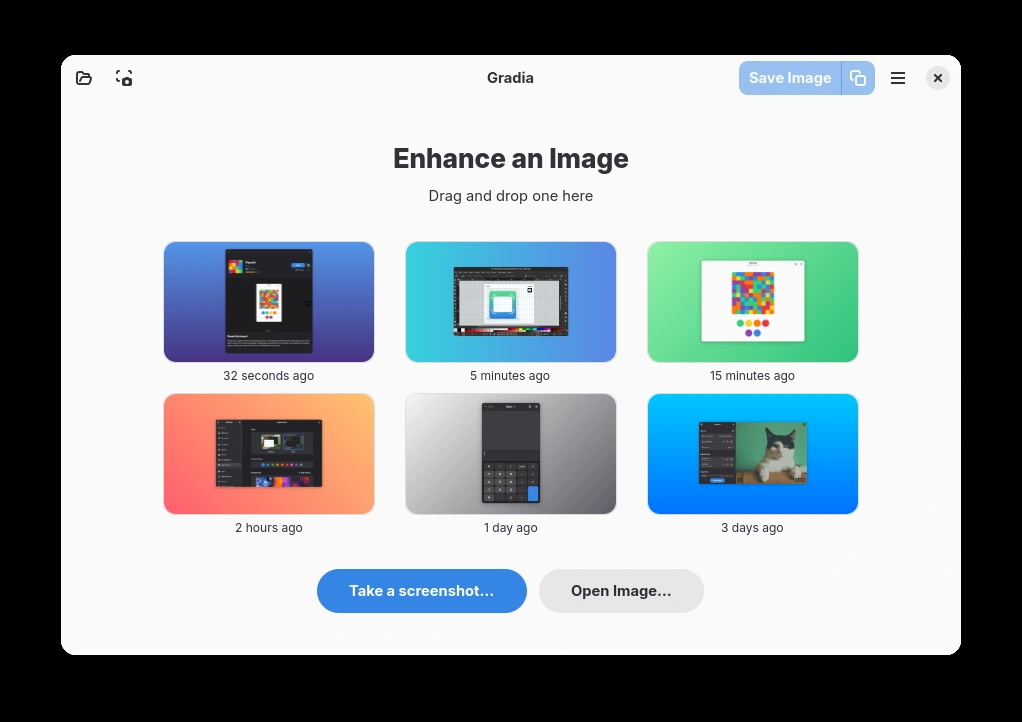 Gradia
Save Image
Enhance an Image
Drag and drop one here
32 seconds ago
5 minutes ago
15 minutes ago
2 hours ago
1 day ago
3 days ago
Take a screenshot...
Open Image...